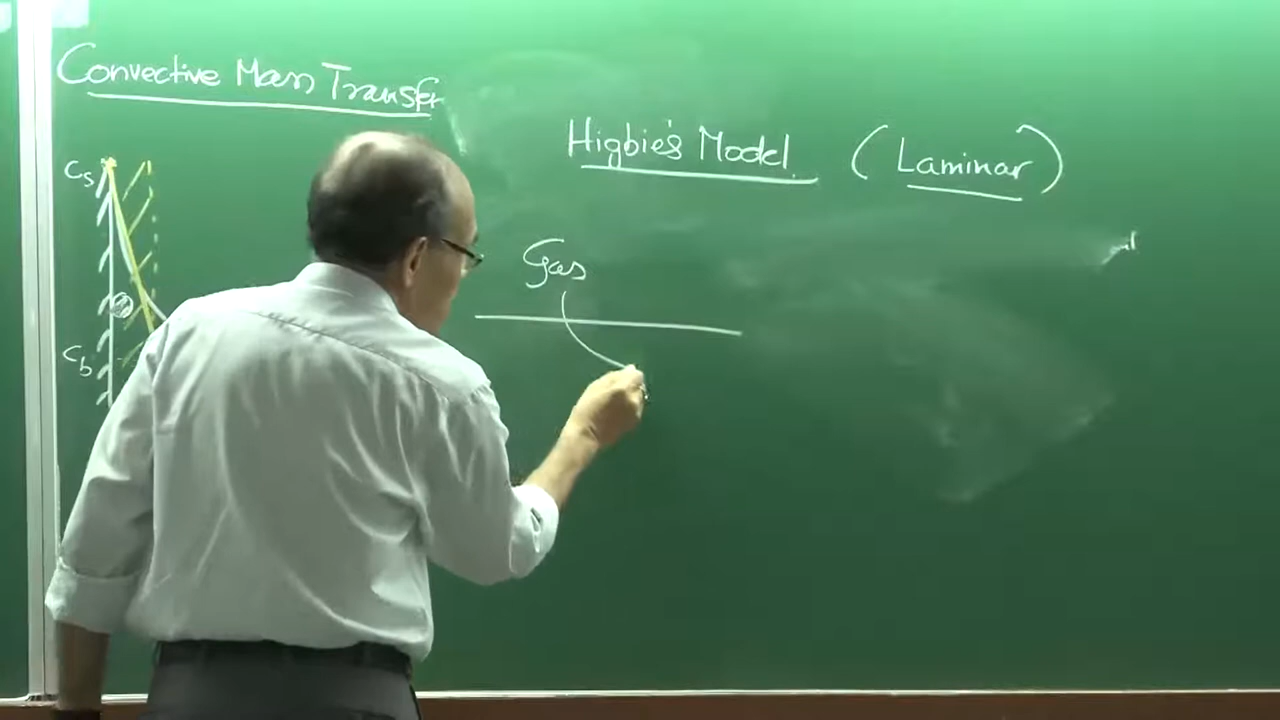 Convective Mass Transfer
Higbie's Model (Laminar)
Cs
Gas
Cb